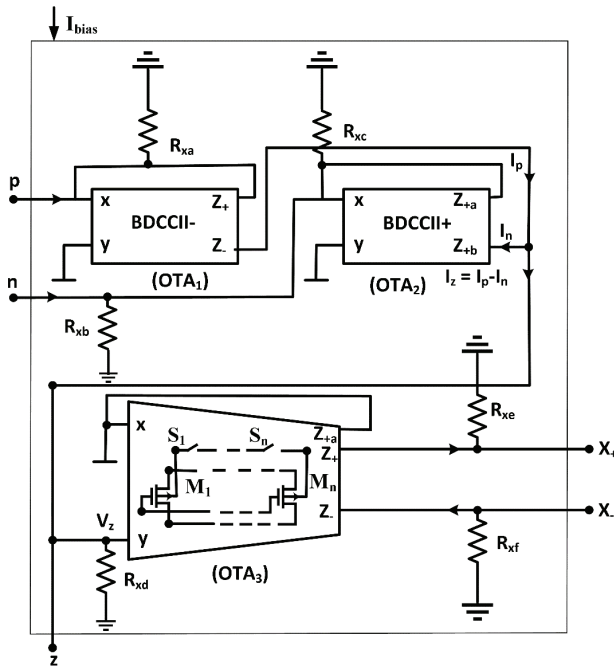 I_bias
R_xa
R_xc
I_p
p
x
BDCCII-
Z_+
x
BDCCII+
Z_+a
y
Z_-
y
Z_+b
I_n
(OTA_1)
(OTA_2)
I_z = I_p-I_n
n
R_xb
R_xe
x
S_1
S_n
Z_+a
Z_+
X_+
M_1
M_n
V_z
Z_-
X_-
y
R_xd
(OTA_3)
R_xf
z